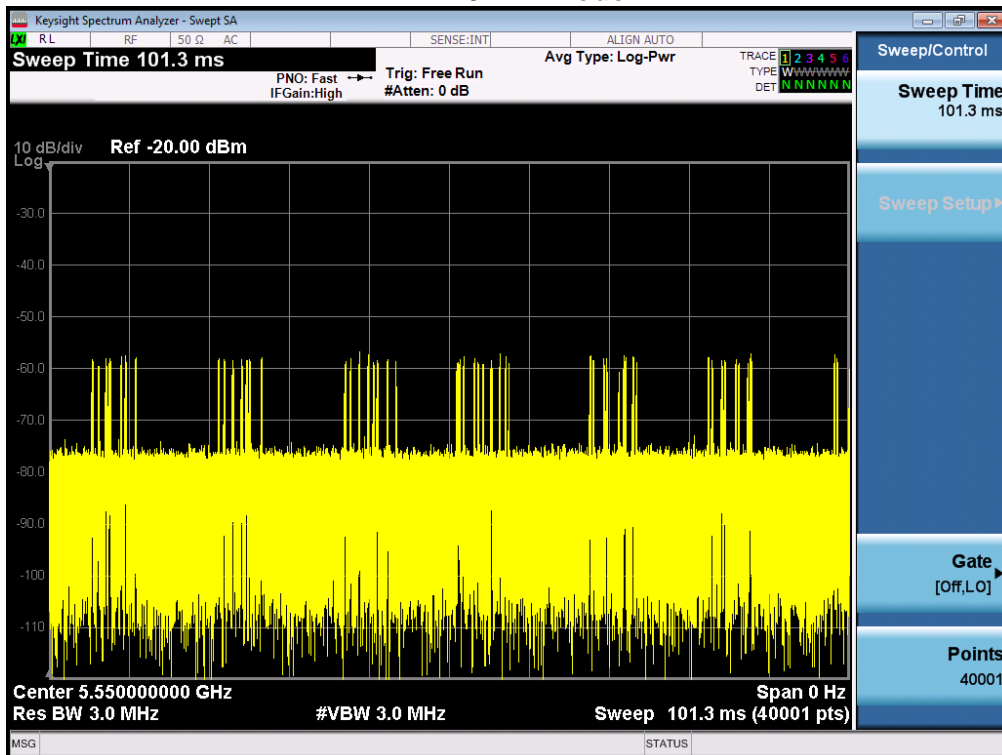 Keysight Spectrum Analyzer - Swept SA
LXI RL RF 50 Ω AC SENSE:INT ALIGN AUTO
Sweep Time 101.3 ms
Avg Type: Log-Pwr
TRACE 1 2 3 4 5 6
PNO: Fast
Trig: Free Run
TYPE WWWWWW
IFGain:High
#Atten: 0 dB
DET N N N N N N
10 dB/div Ref -20.00 dBm
Log
-30.0
-40.0
-50.0
-60.0
-70.0
-80.0
-90.0
-100
-110
Center 5.550000000 GHz
Span 0 Hz
Res BW 3.0 MHz
#VBW 3.0 MHz
Sweep 101.3 ms (40001 pts)
MSG
STATUS
Sweep/Control
Sweep Time
101.3 ms
Sweep Setup
Gate
[Off,LO]
Points
40001